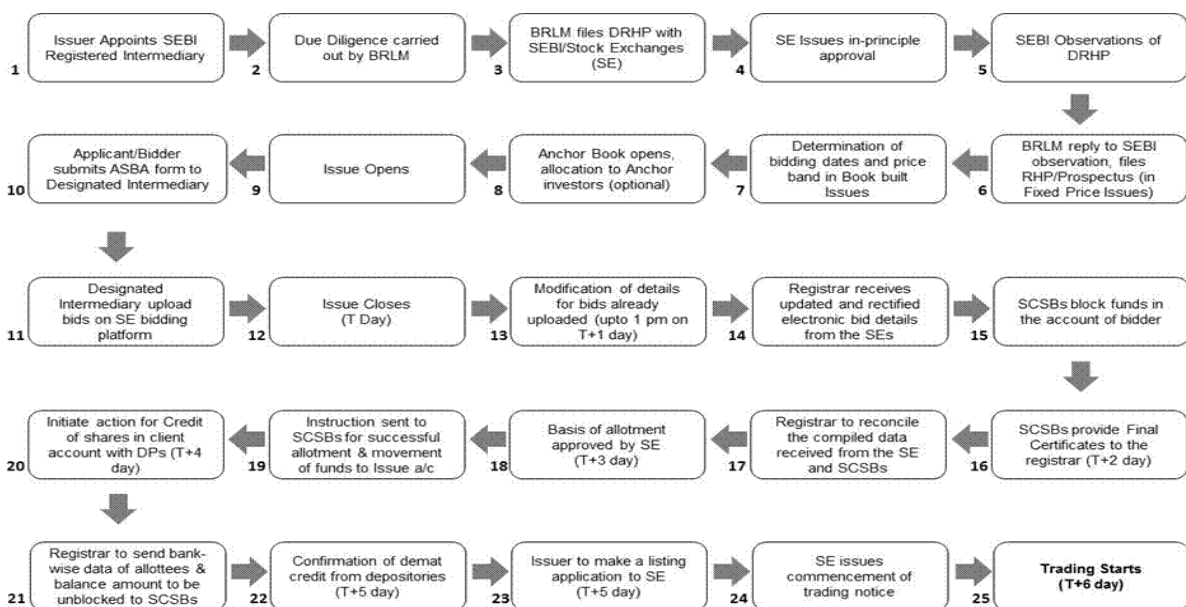 Issuer Appoints SEBI
Registered Intermediary
1
Due Diligence carried
out by BRLM
2
BRLM files DRHP with
SEBI/Stock Exchanges
(SE)
3
SE Issues in-principle
approval
4
SEBI Observations of
DRHP
5
BRLM reply to SEBI
observation, files
RHP/Prospectus (in
Fixed Price Issues)
6
Determination of
bidding dates and price
band in Book built
Issues
7
Anchor Book opens,
allocation to Anchor
investors (optional)
8
Issue Opens
9
Applicant/Bidder
submits ASBA form to
Designated Intermediary
10
Designated
Intermediary upload
bids on SE bidding
platform
11
Issue Closes
(T Day)
12
Modification of details
for bids already
uploaded (upto 1 pm on
T+1 day)
13
Registrar receives
updated and rectified
electronic bid details
from the SEs
14
SCSBs block funds in
the account of bidder
15
SCSBs provide Final
Certificates to the
registrar (T+2 day)
16
Registrar to reconcile
the compiled data
received from the SE
and SCSBs
17
Basis of allotment
approved by SE
(T+3 day)
18
Instruction sent to
SCSBs for successful
allotment & movement
of funds to Issue a/c
19
Initiate action for Credit
of shares in client
account with DPs (T+4
day)
20
Registrar to send bank-
wise data of allottees &
balance amount to be
unblocked to SCSBs
21
Confirmation of demat
credit from depositories
(T+5 day)
22
Issuer to make a listing
application to SE
(T+5 day)
23
SE issues
commencement of
trading notice
24
Trading Starts
(T+6 day)
25